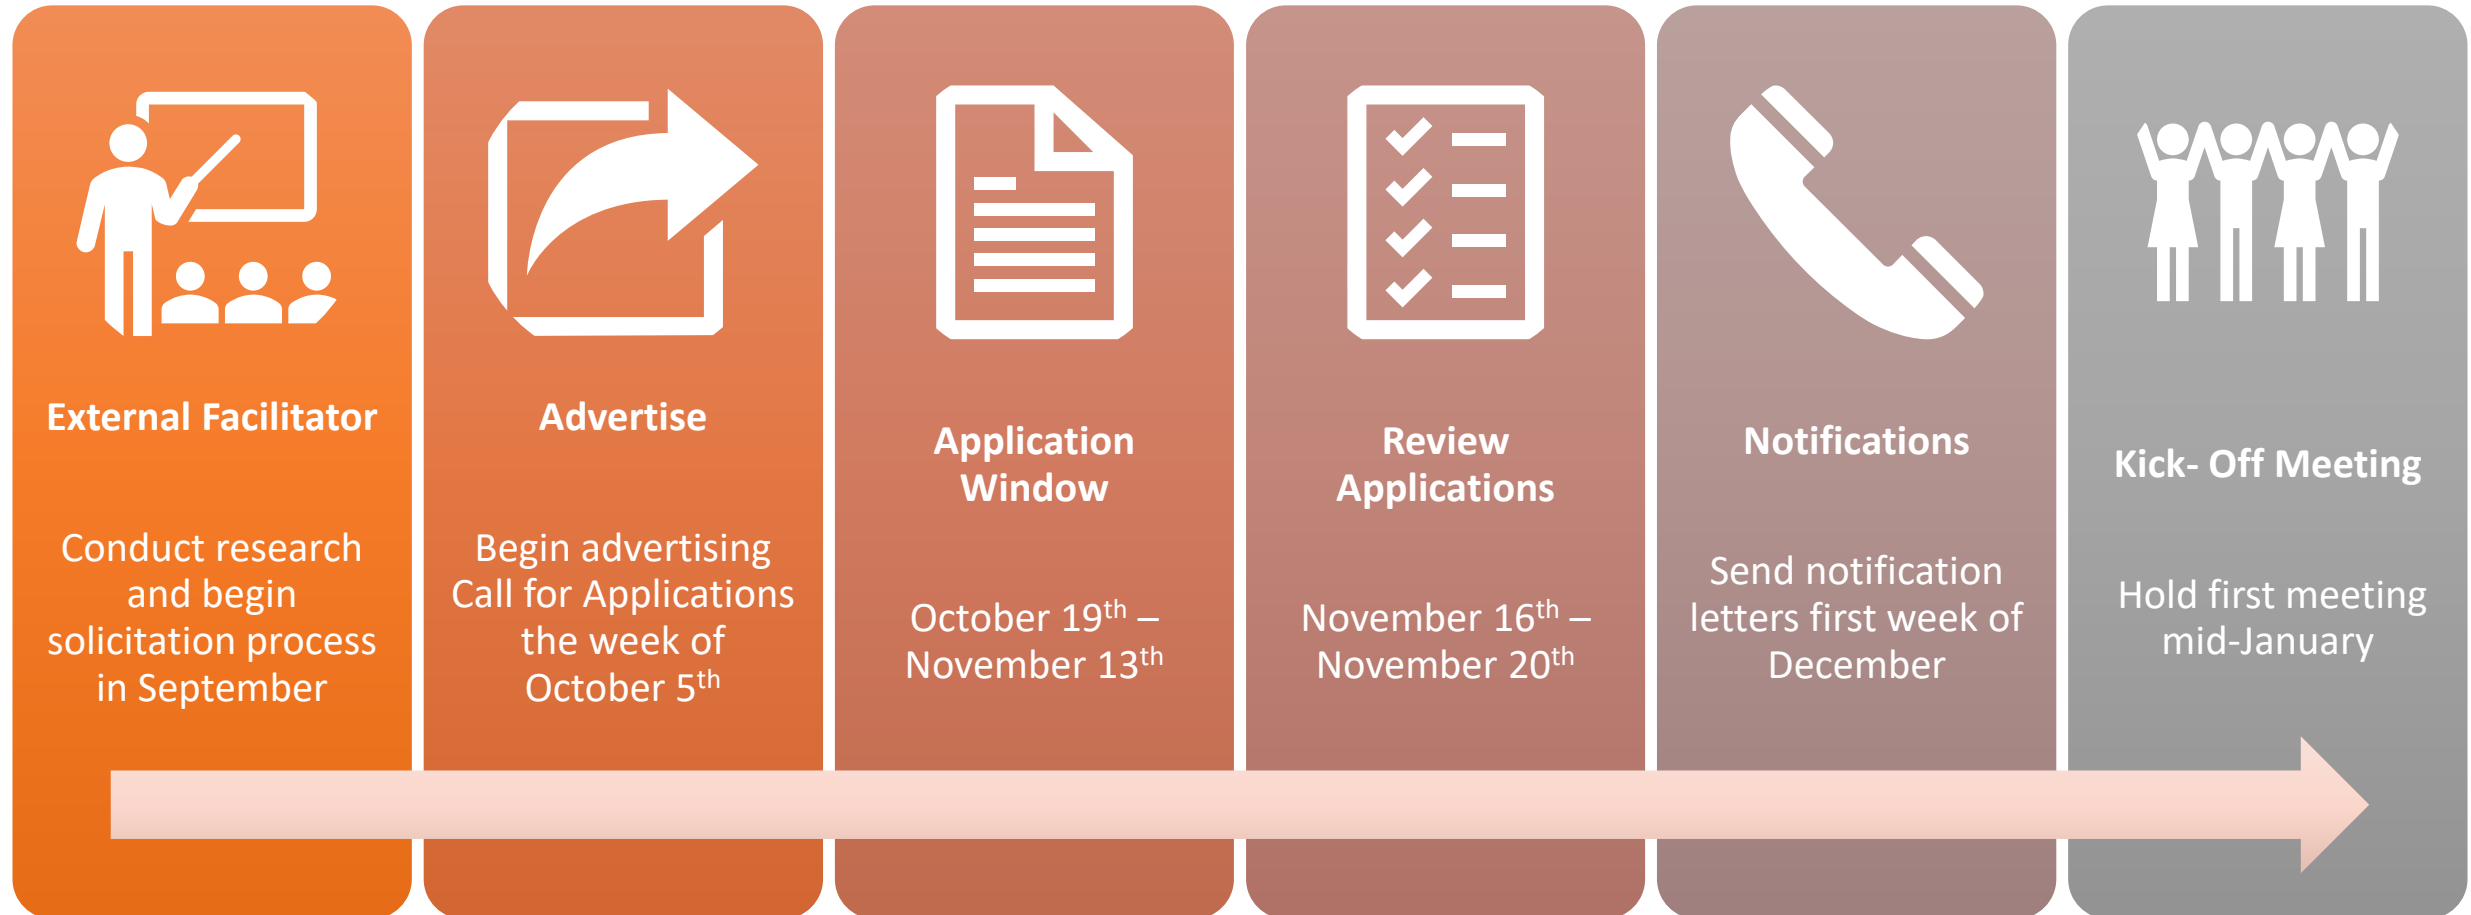 External Facilitator
Conduct research
and begin
solicitation process
in September
Advertise
Begin advertising
Call for Applications
the week of
October 5th
Application
Window
October 19th –
November 13th
Review
Applications
November 16th –
November 20th
Notifications
Send notification
letters first week of
December
Kick- Off Meeting
Hold first meeting
mid-January